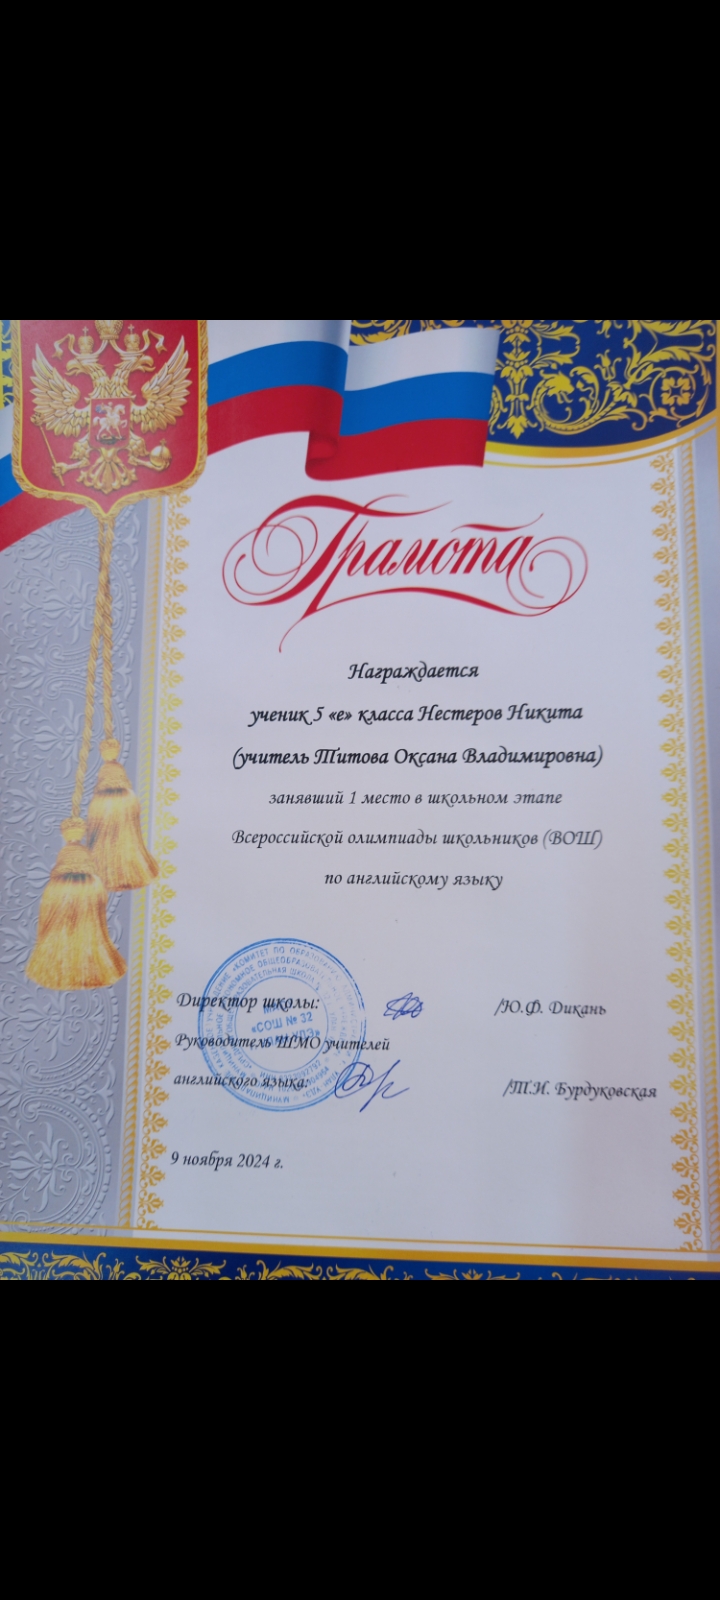 Грамота
Награждается
ученик 5 «е» класса Нестеров Никита
(учитель Титова Оксана Владимировна)
занявший 1 место в школьном этапе
Всероссийской олимпиады школьников (ВОШ)
по английскому языку
Директор школы: /Ю.Ф. Дикань
Руководитель ШМО учителей
английского языка: /Т.И. Бурдуковская
«СОШ № 32
9 ноября 2024 г.